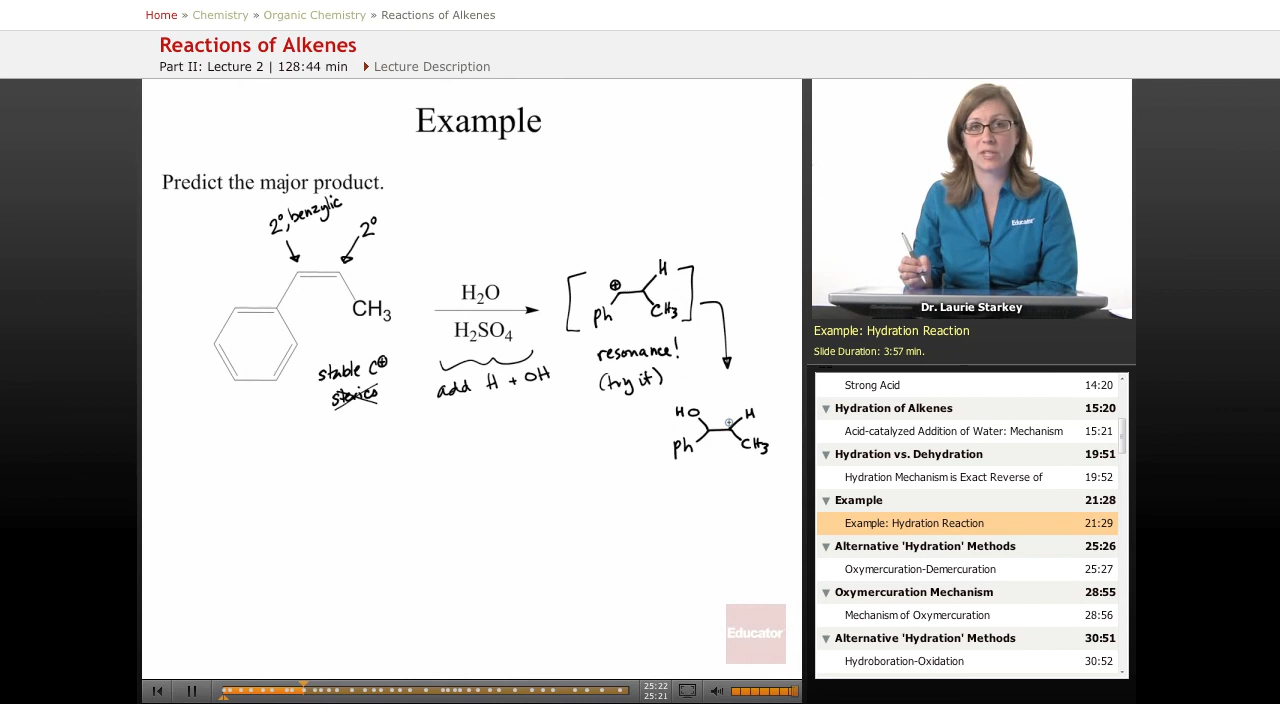 Home » Chemistry » Organic Chemistry » Reactions of Alkenes
Reactions of Alkenes
Part II: Lecture 2 | 128:44 min Lecture Description
Example
Predict the major product.
2°, benzylic
2°
CH3
H2O
H2SO4
add H + OH
stable C⊕
sterics
⊕
H
Ph
CH3
resonance!
(try it)
HO
H
Ph
CH3
Educator
Educator
Dr. Laurie Starkey
Example: Hydration Reaction
Slide Duration: 3:57 min.
Strong Acid 14:20
Hydration of Alkenes 15:20
Acid-catalyzed Addition of Water: Mechanism 15:21
Hydration vs. Dehydration 19:51
Hydration Mechanism is Exact Reverse of 19:52
Example 21:28
Example: Hydration Reaction 21:29
Alternative 'Hydration' Methods 25:26
Oxymercuration-Demercuration 25:27
Oxymercuration Mechanism 28:55
Mechanism of Oxymercuration 28:56
Alternative 'Hydration' Methods 30:51
Hydroboration-Oxidation 30:52
25:22
25:21